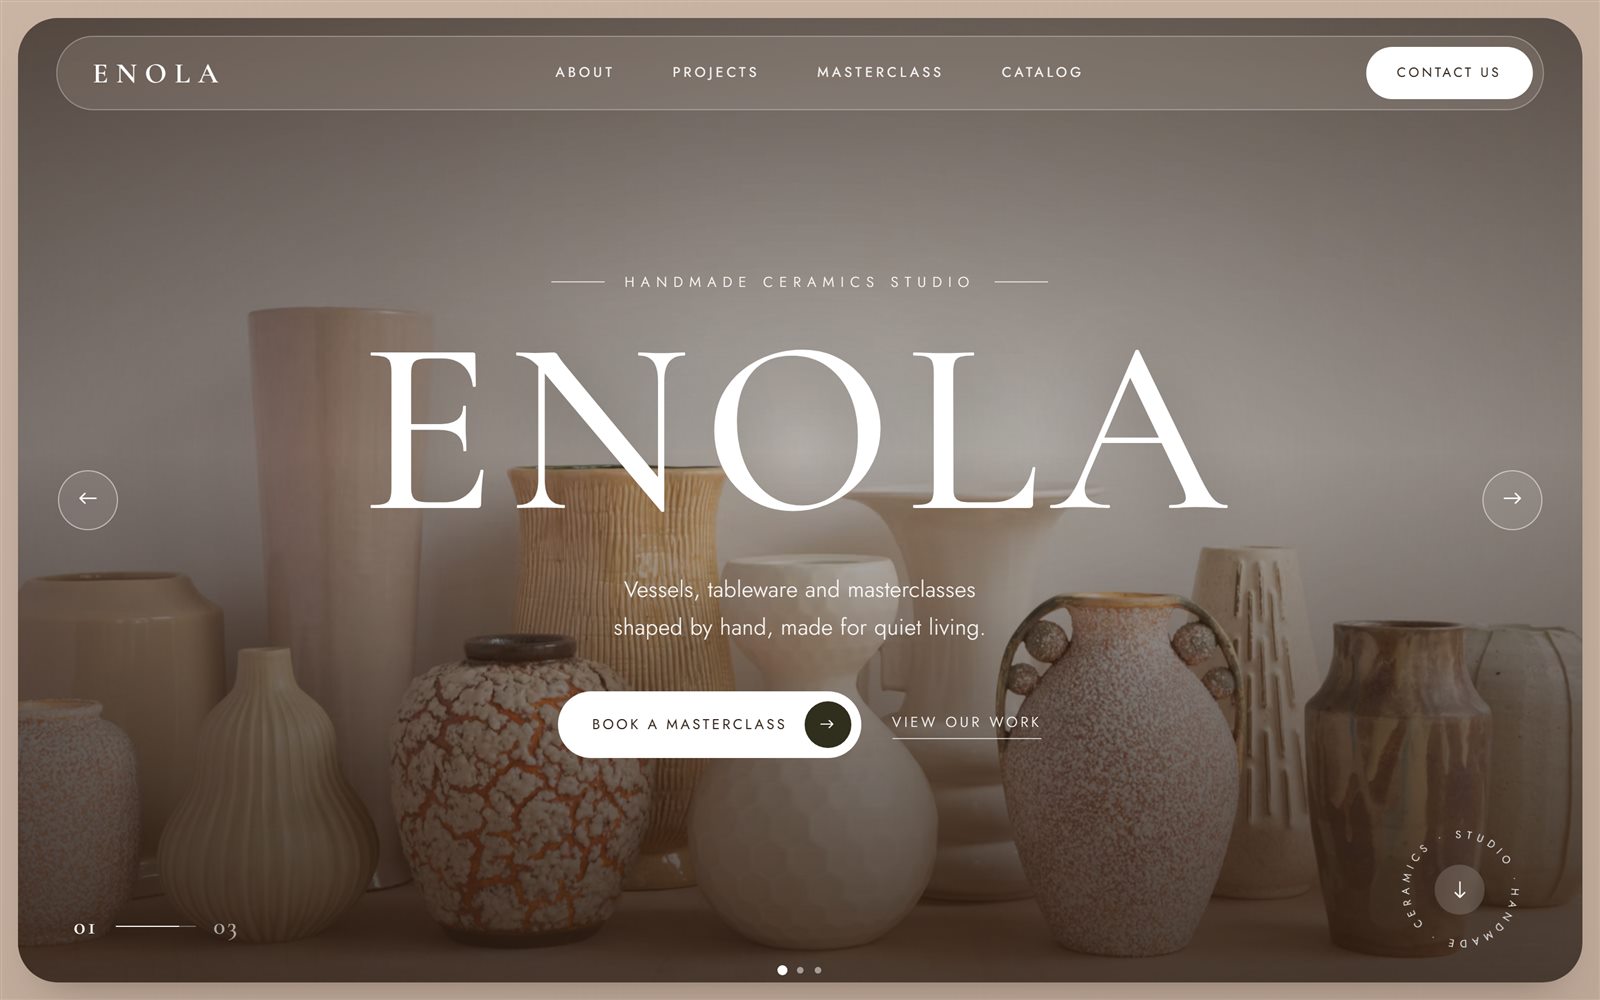 ENOLA
ABOUT
PROJECTS
MASTERCLASS
CATALOG
CONTACT US
HANDMADE CERAMICS STUDIO
ENOLA
Vessels, tableware and masterclasses
shaped by hand, made for quiet living.
BOOK A MASTERCLASS
VIEW OUR WORK
· STUDIO · HANDMADE · CERAMICS
01
03